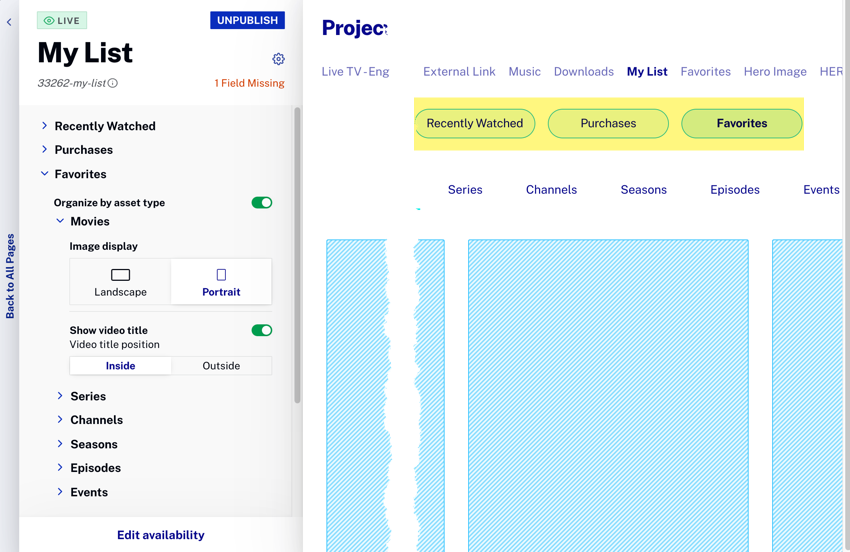 LIVE
UNPUBLISH
My List
33262-my-list
1 Field Missing
Recently Watched
Purchases
Favorites
Organize by asset type
Movies
Image display
Landscape
Portrait
Show video title
Video title position
Inside
Outside
Series
Channels
Seasons
Episodes
Events
Edit availability
Back to All Pages
Live TV - Eng External Link Music Downloads My List Favorites Hero Image
Recently Watched Purchases Favorites
Series Channels Seasons Episodes Events